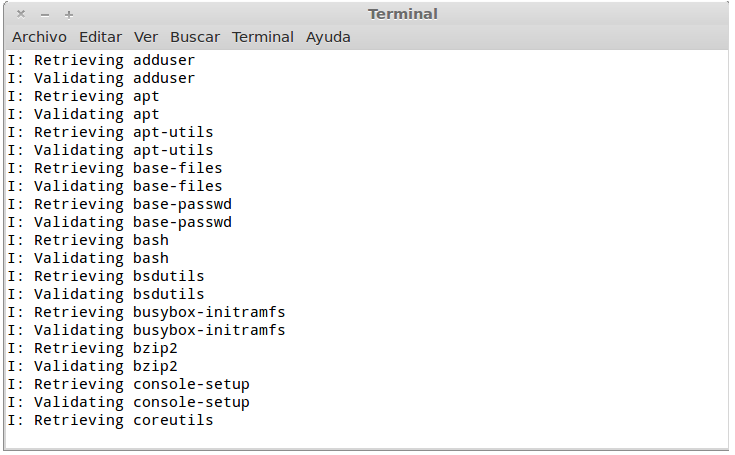 Terminal
Archivo Editar Ver Buscar Terminal Ayuda
I: Retrieving adduser
I: Validating adduser
I: Retrieving apt
I: Validating apt
I: Retrieving apt-utils
I: Validating apt-utils
I: Retrieving base-files
I: Validating base-files
I: Retrieving base-passwd
I: Validating base-passwd
I: Retrieving bash
I: Validating bash
I: Retrieving bsdutils
I: Validating bsdutils
I: Retrieving busybox-initramfs
I: Validating busybox-initramfs
I: Retrieving bzip2
I: Validating bzip2
I: Retrieving console-setup
I: Validating console-setup
I: Retrieving coreutils